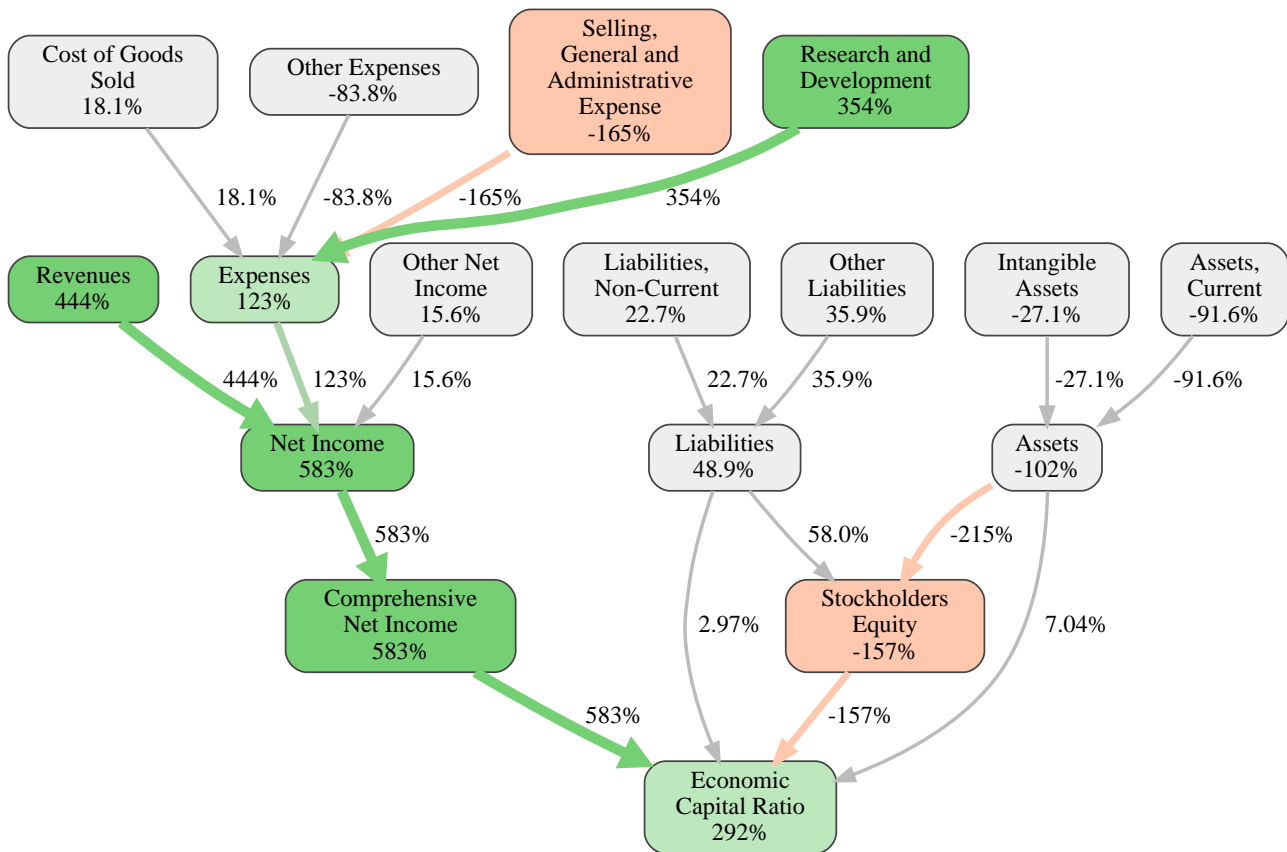 Cost of Goods
Sold
18.1%
Other Expenses
-83.8%
Selling,
General and
Administrative
Expense
-165%
Research and
Development
354%
18.1%
-83.8%
-165%
354%
Revenues
444%
Expenses
123%
Other Net
Income
15.6%
Liabilities,
Non-Current
22.7%
Other
Liabilities
35.9%
Intangible
Assets
-27.1%
Assets,
Current
-91.6%
444%
123%
15.6%
22.7%
35.9%
-27.1%
-91.6%
Net Income
583%
Liabilities
48.9%
Assets
-102%
583%
58.0%
-215%
Comprehensive
Net Income
583%
2.97%
Stockholders
Equity
-157%
7.04%
583%
-157%
Economic
Capital Ratio
292%